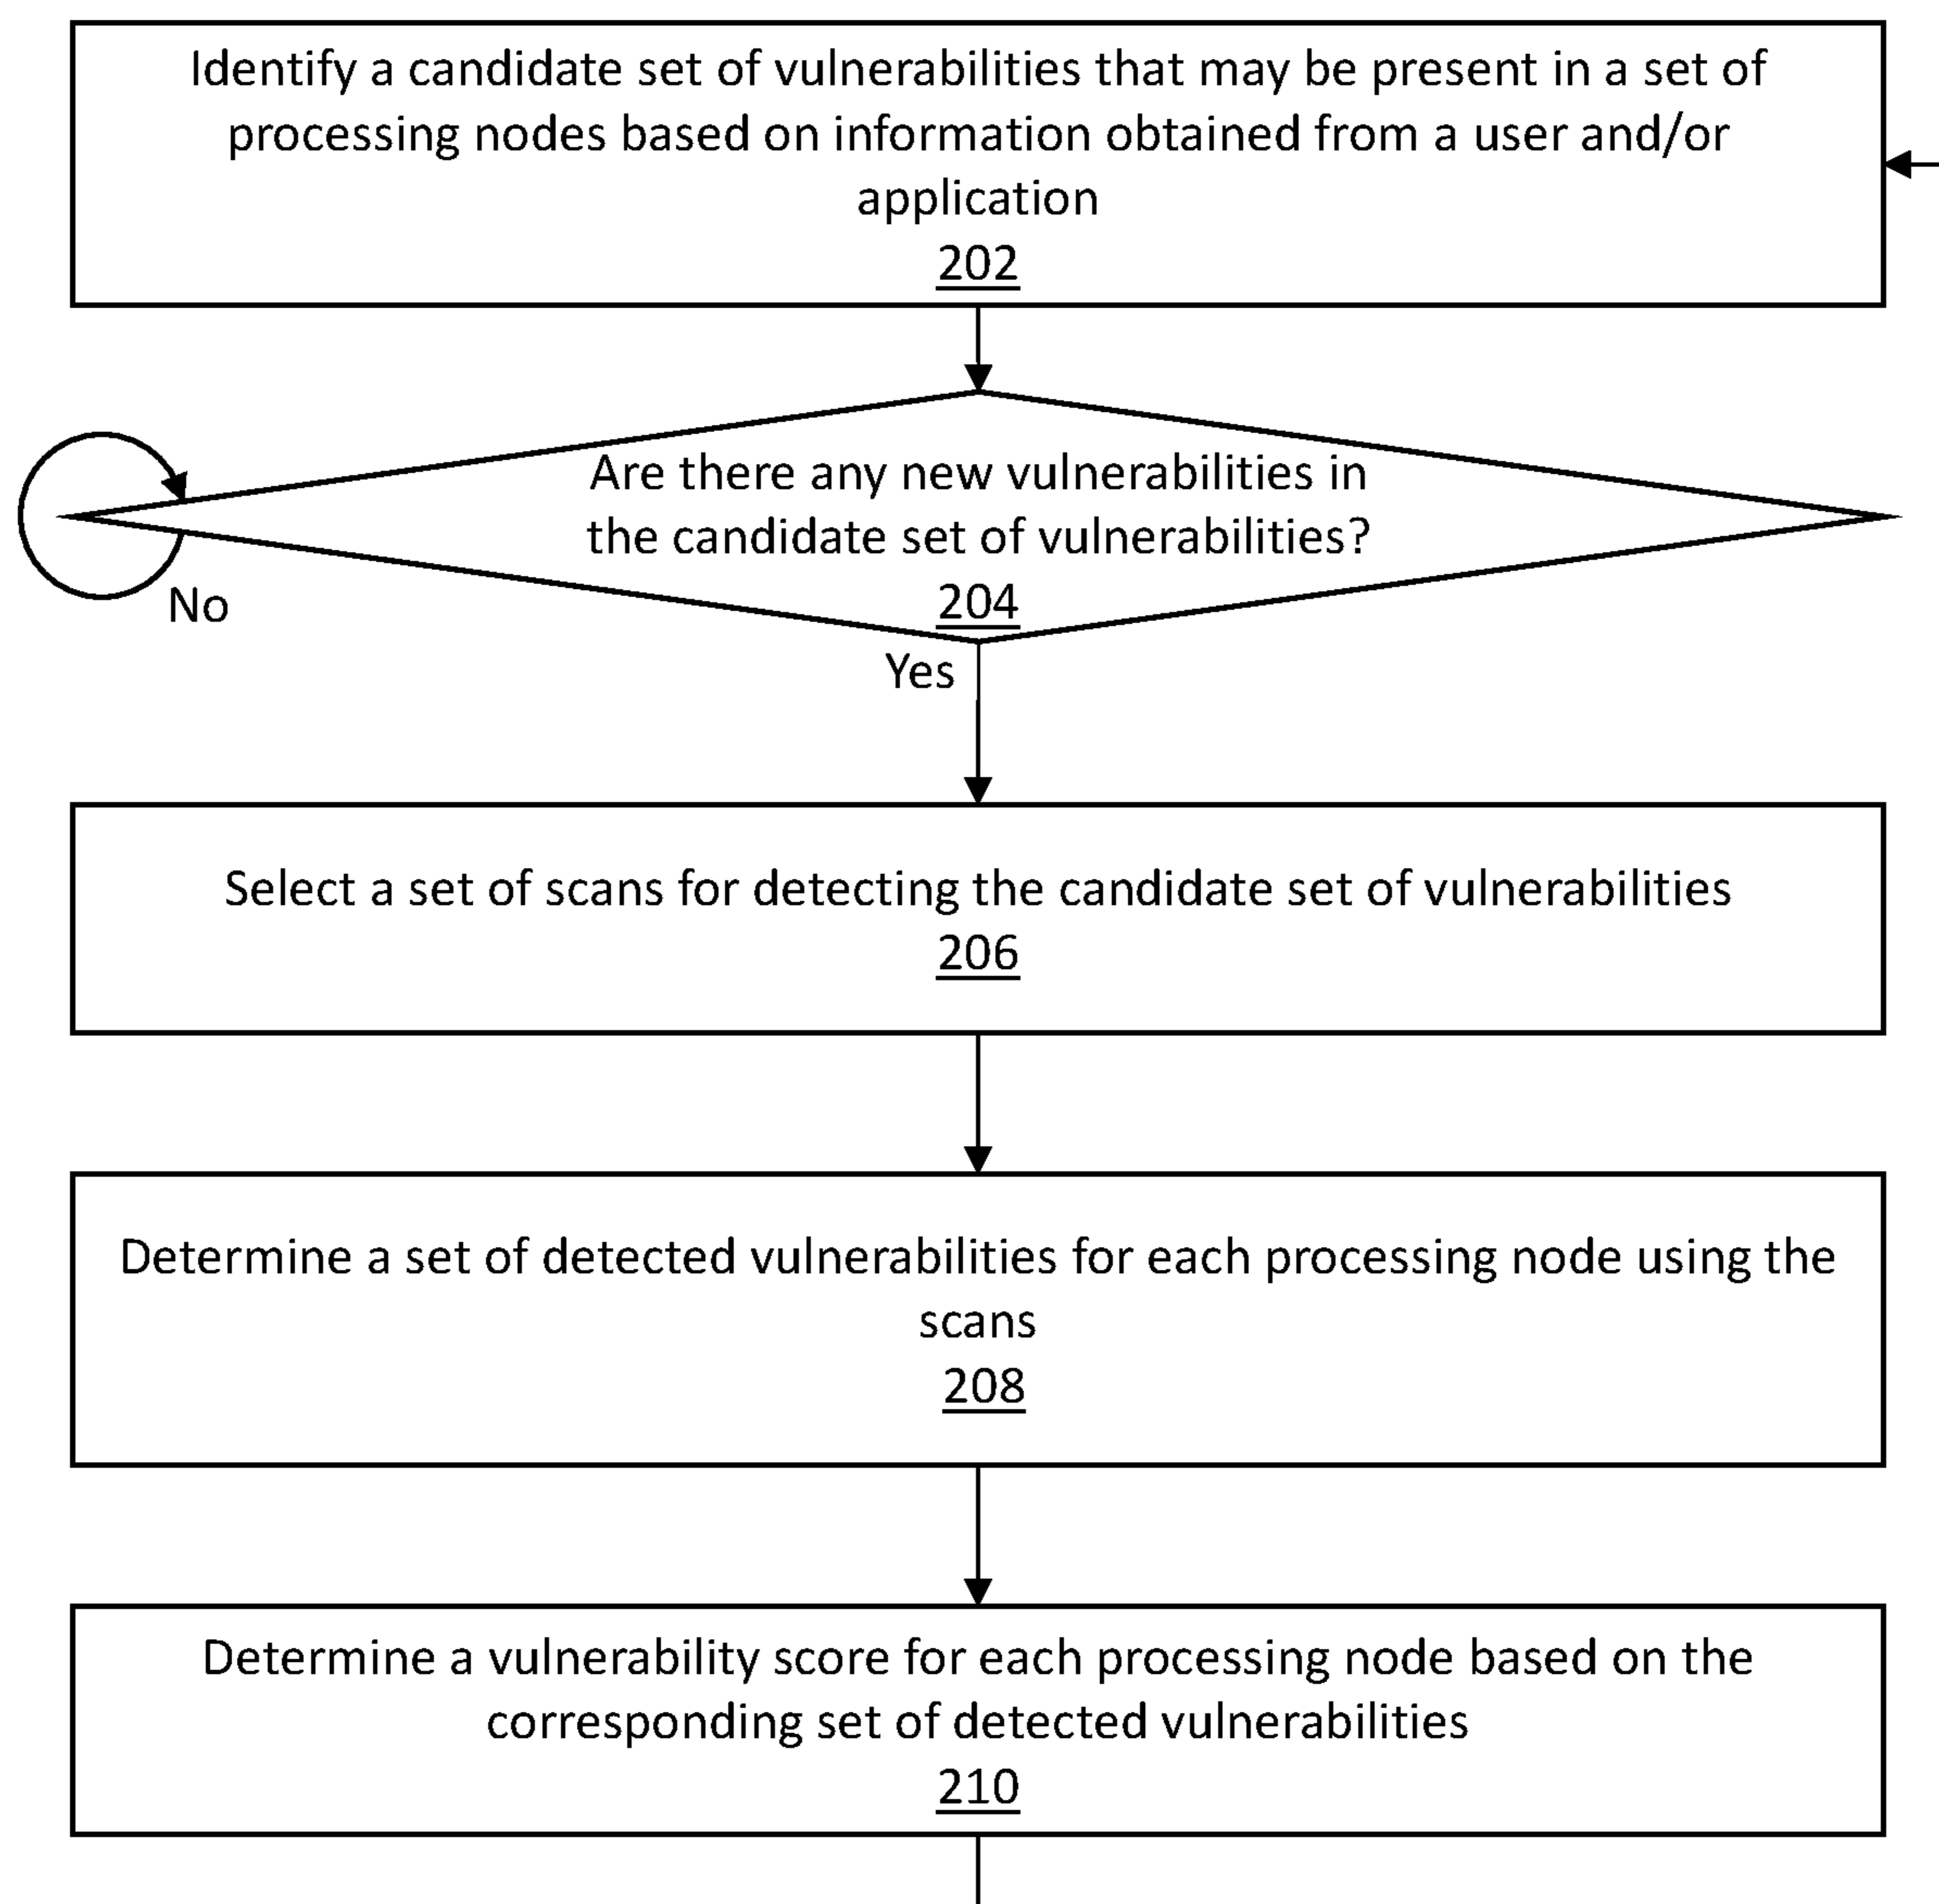 Identify a candidate set of vulnerabilities that may be present in a set of
processing nodes based on information obtained from a user and/or
application
202
Are there any new vulnerabilities in
the candidate set of vulnerabilities?
204
No
Yes
Select a set of scans for detecting the candidate set of vulnerabilities
206
Determine a set of detected vulnerabilities for each processing node using the
scans
208
Determine a vulnerability score for each processing node based on the
corresponding set of detected vulnerabilities
210